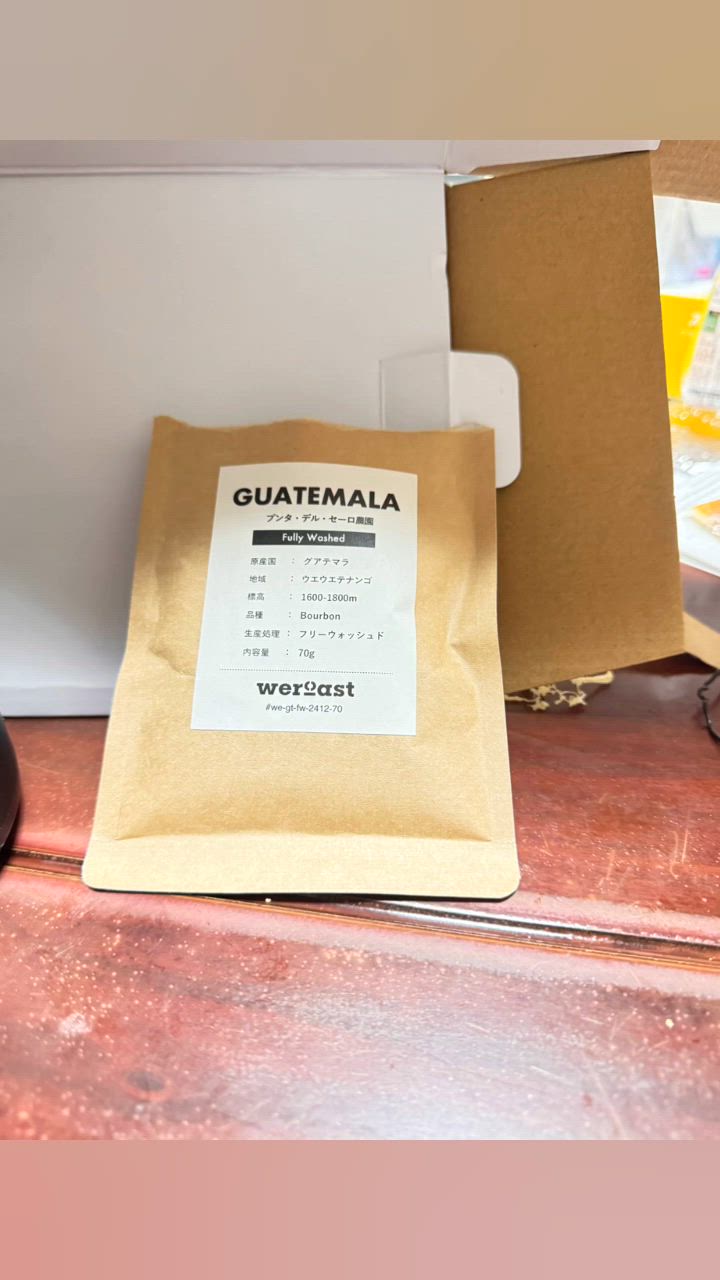 GUATEMALA
プンタ・デル・セーロ農園
Fully Washed
原産国 : グアテマラ
地域 : ウエウエテナンゴ
標高 : 1600-1800m
品種 : Bourbon
生産処理 : フリーウォッシュド
内容量 : 70g
weroast
#we-gt-fw-2412-70